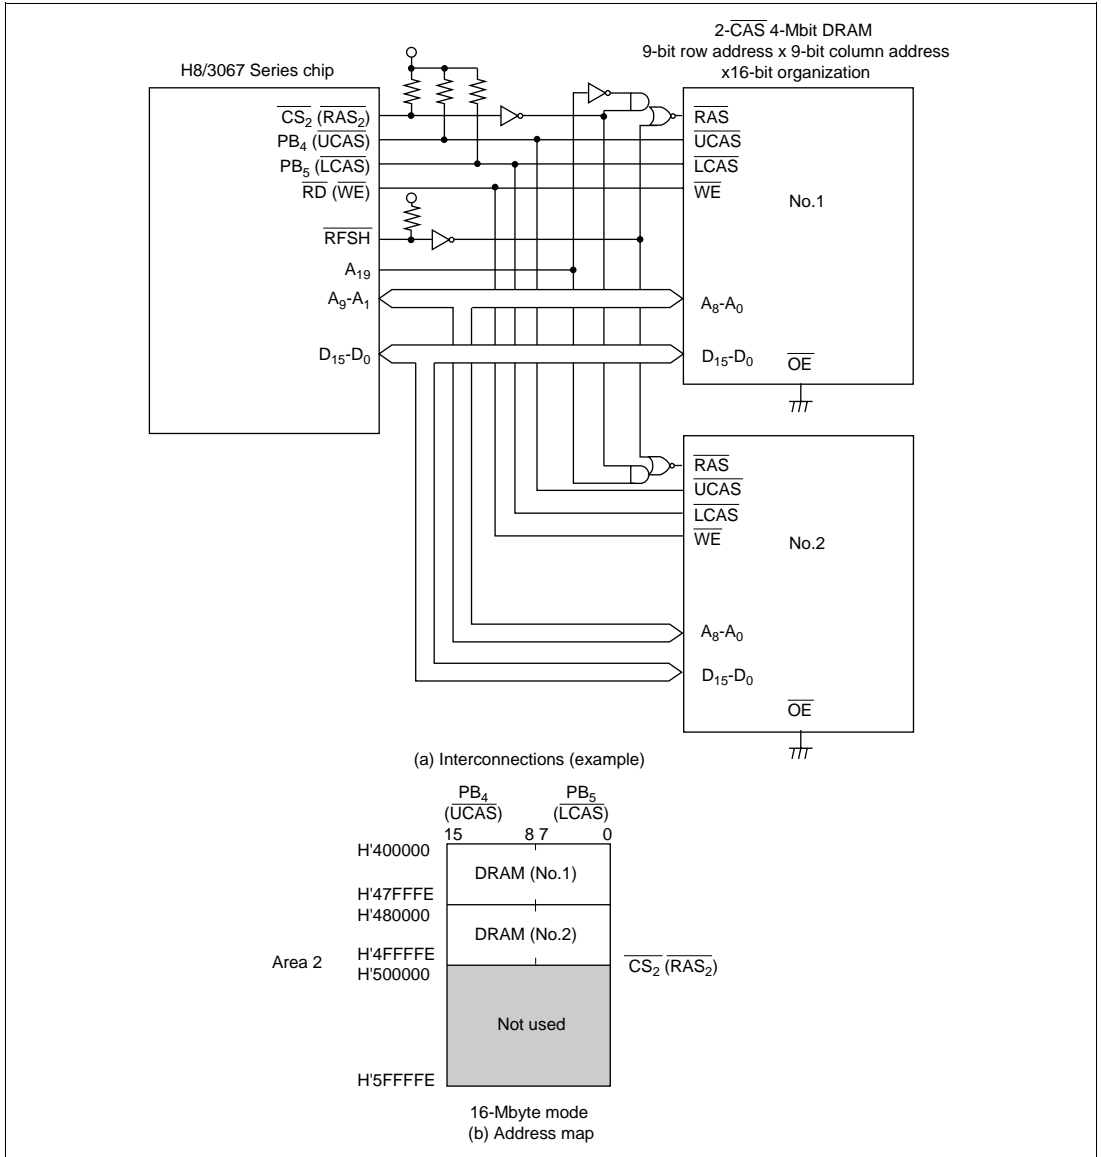 2-CAS 4-Mbit DRAM
9-bit row address x 9-bit column address
x16-bit organization
H8/3067 Series chip
CS2 (RAS2)
PB4 (UCAS)
PB5 (LCAS)
RD (WE)
RFSH
A19
A9-A1
D15-D0
RAS
UCAS
LCAS
WE
No.1
A8-A0
D15-D0
OE
RAS
UCAS
LCAS
WE
No.2
A8-A0
D15-D0
OE
(a) Interconnections (example)
PB4 (UCAS)
PB5 (LCAS)
15 8 7 0
H'400000
DRAM (No.1)
H'47FFFE
H'480000
DRAM (No.2)
H'4FFFFE
Area 2
CS2 (RAS2)
H'500000
Not used
H'5FFFFE
16-Mbyte mode
(b) Address map